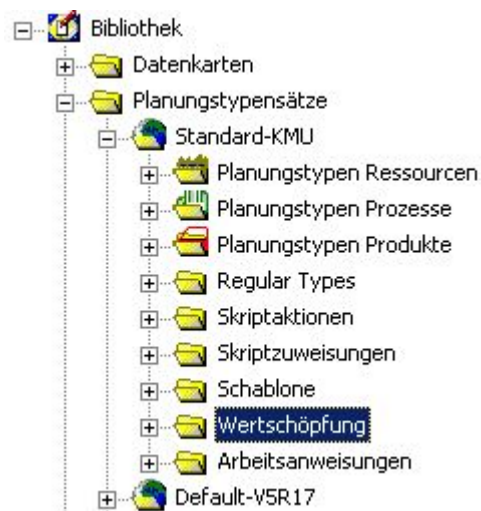 Bibliothek
Datenkarten
Planungstypensätze
Standard-KMU
Planungstypen Ressourcen
Planungstypen Prozesse
Planungstypen Produkte
Regular Types
Skriptaktionen
Skriptzuweisungen
Schablone
Wertschöpfung
Arbeitsanweisungen
Default-V5R17